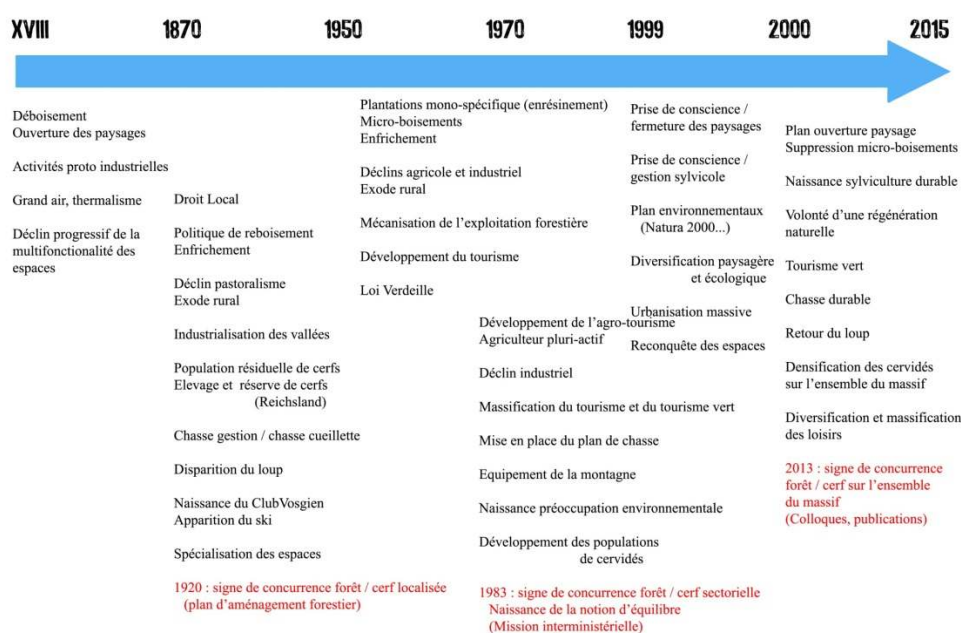 XVIII 1870 1950 1970 1999 2000 2015
Déboisement
Ouverture des paysages
Activités proto industrielles
Grand air, thermalisme
Déclin progressif de la
multifonctionalité des
espaces
Droit Local
Politique de reboisement
Enfrichement
Déclin pastoralisme
Exode rural
Industrialisation des vallées
Population résiduelle de cerfs
Elevage et réserve de cerfs
(Reichsland)
Chasse gestion / chasse cueillette
Disparition du loup
Naissance du ClubVosgien
Apparition du ski
Spécialisation des espaces
1920 : signe de concurrence forêt / cerf localisée
(plan d'aménagement forestier)
Plantations mono-spécifique (enrésinement)
Micro-boisements
Enfrichement
Déclins agricole et industriel
Exode rural
Mécanisation de l'exploitation forestière
Développement du tourisme
Loi Verdeille
Développement de l'agro-tourisme
Agriculteur pluri-actif
Déclin industriel
Massification du tourisme et du tourisme vert
Mise en place du plan de chasse
Equipement de la montagne
Naissance préoccupation environnementale
Développement des populations
de cervidés
1983 : signe de concurrence forêt / cerf sectorielle
Naissance de la notion d'équilibre
(Mission interministérielle)
Prise de conscience /
fermeture des paysages
Prise de conscience /
gestion sylvicole
Plan environnementaux
(Natura 2000...)
Diversification paysagère
et écologique
Urbanisation massive
Reconquête des espaces
Plan ouverture paysage
Suppression micro-boisements
Naissance sylviculture durable
Volonté d'une régénération
naturelle
Tourisme vert
Chasse durable
Retour du loup
Densification des cervidés
sur l'ensemble du massif
Diversification et massification
des loisirs
2013 : signe de concurrence
forêt / cerf sur l'ensemble
du massif
(Colloques, publications)